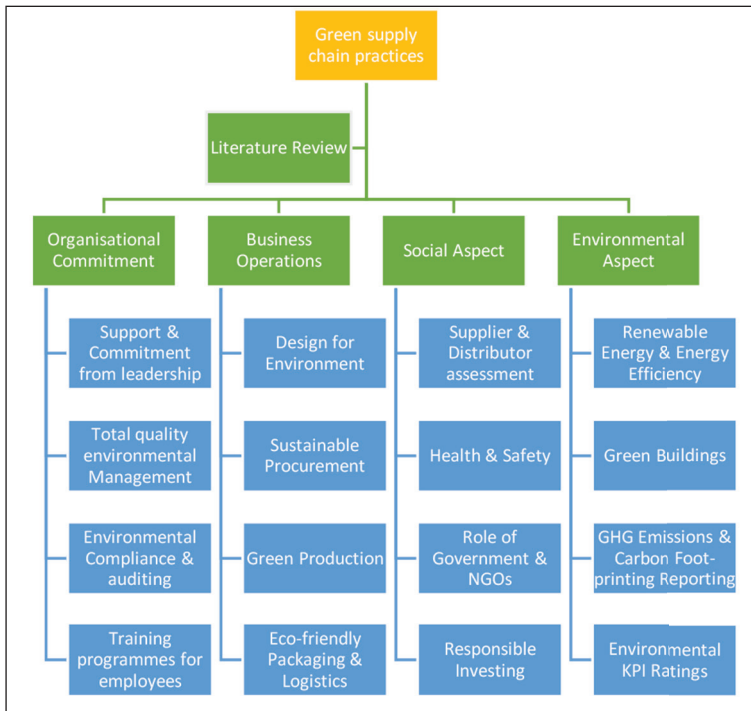 Green supply
chain practices
Literature Review
Organisational
Commitment
Business
Operations
Social Aspect
Environmental
Aspect
Support &
Commitment
from leadership
Design for
Environment
Supplier &
Distributor
assessment
Renewable
Energy & Energy
Efficiency
Total quality
environmental
Management
Sustainable
Procurement
Health & Safety
Green Buildings
Environmental
Compliance &
auditing
Green Production
Role of
Government &
NGOs
GHG Emissions &
Carbon Foot-
printing Reporting
Training
programmes for
employees
Eco-friendly
Packaging &
Logistics
Responsible
Investing
Environmental
KPI Ratings